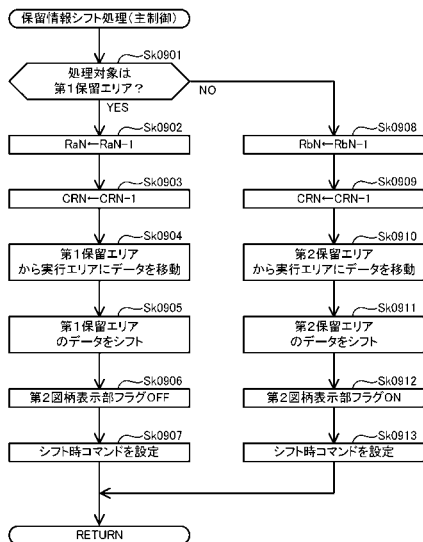 保留情報シフト処理(主制御)
Sk0901
処理対象は
第1保留エリア?
NO
YES
Sk0902
RaN←RaN-1
Sk0903
CRN←CRN-1
Sk0904
第1保留エリア
から実行エリアにデータを移動
Sk0905
第1保留エリア
のデータをシフト
Sk0906
第2図柄表示部フラグOFF
Sk0907
シフト時コマンドを設定
Sk0908
RbN←RbN-1
Sk0909
CRN←CRN-1
Sk0910
第2保留エリア
から実行エリアにデータを移動
Sk0911
第2保留エリア
のデータをシフト
Sk0912
第2図柄表示部フラグON
Sk0913
シフト時コマンドを設定
RETURN